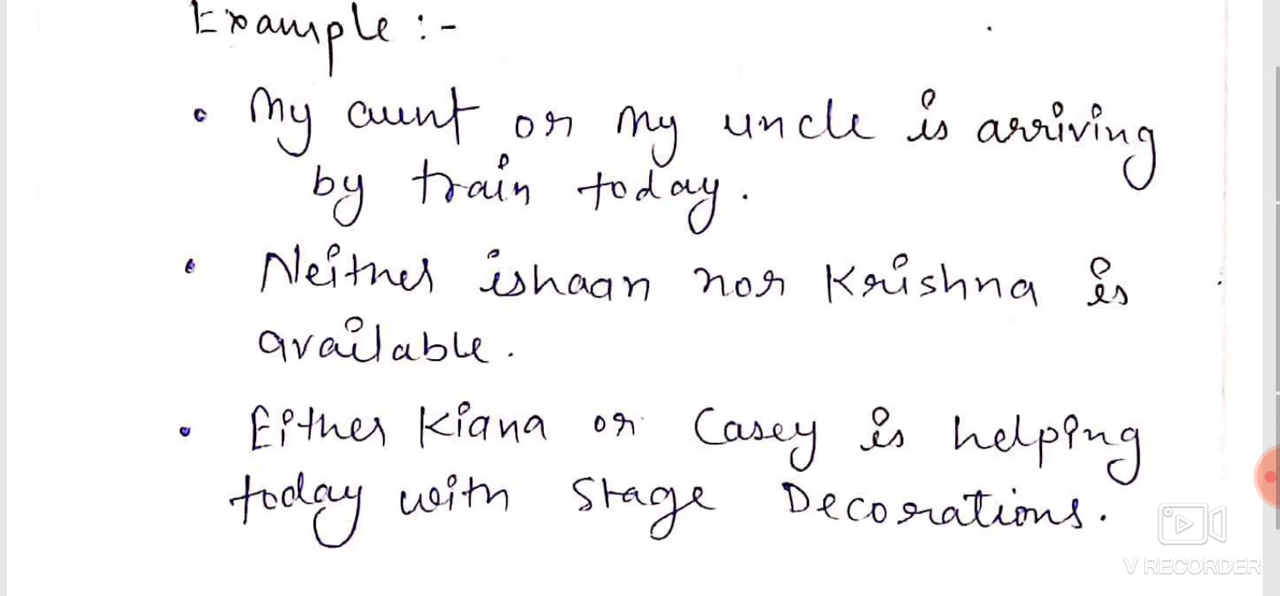 Example :-
• My aunt or my uncle is arriving
by train today.
• Neither ishaan nor Krishna is
available.
• Either Kiana or Casey is helping
today with Stage Decorations.
V RECORDER